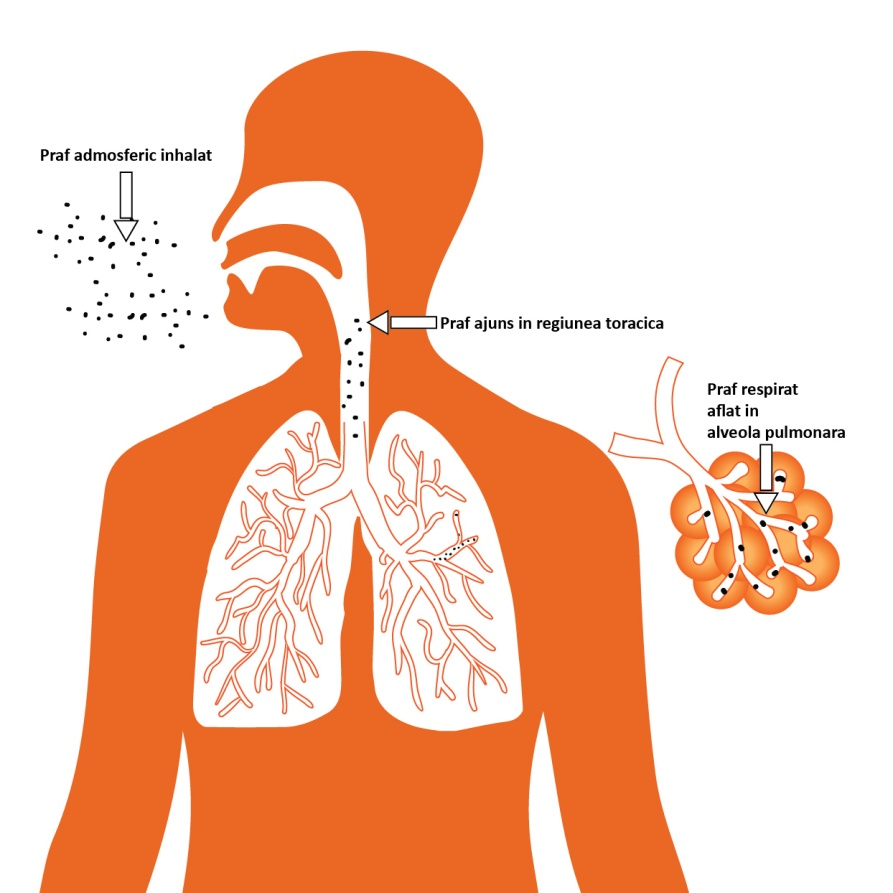 Praf admosferic inhalat
Praf ajuns in regiunea toracica
Praf respirat
aflat in
alveola pulmonara